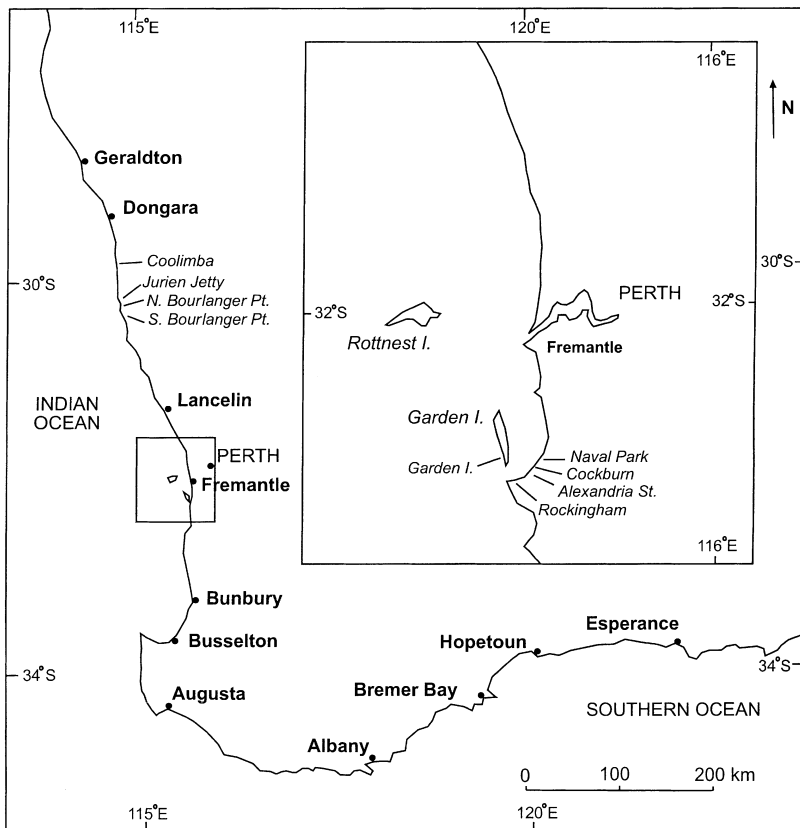 115°E
120°E
116°E
N
Geraldton
Dongara
Coolimba
30°S
30°S
Jurien Jetty
N. Bourlanger Pt.
S. Bourlanger Pt.
PERTH
32°S
32°S
Rottnest I.
Fremantle
Lancelin
INDIAN
OCEAN
Garden I.
PERTH
Naval Park
Garden I.
Cockburn
Fremantle
Alexandria St.
Rockingham
116°E
Bunbury
Busselton
Esperance
Hopetoun
34°S
34°S
Augusta
Bremer Bay
SOUTHERN OCEAN
Albany
0 100 200 km
115°E
120°E